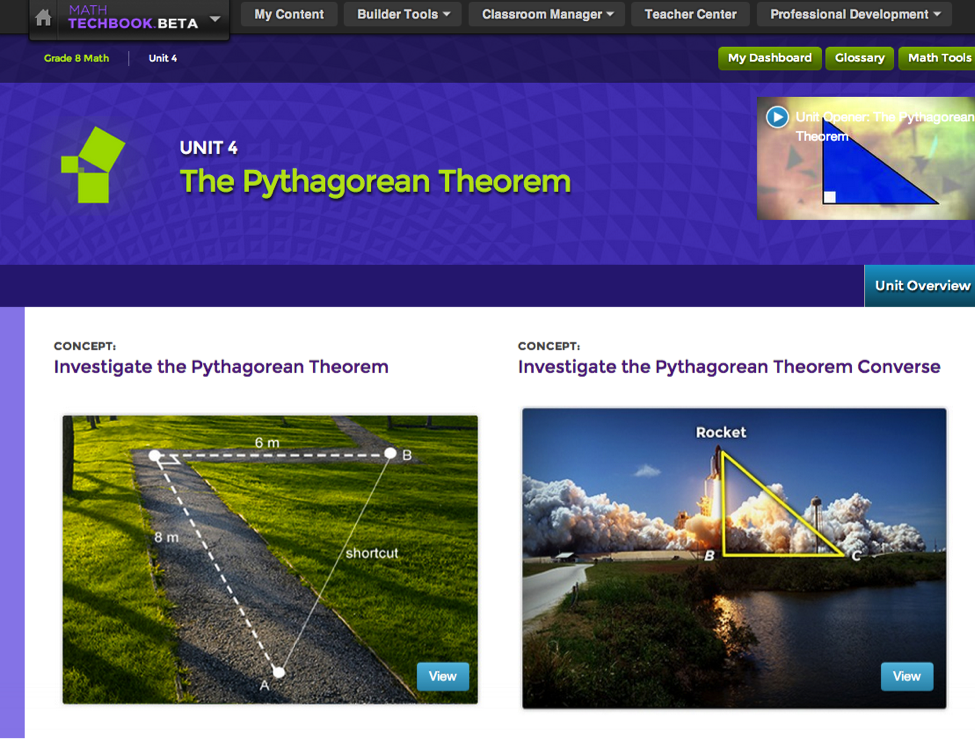 MATH
TECHBOOK BETA
My Content
Builder Tools
Classroom Manager
Teacher Center
Professional Development
Grade 8 Math
Unit 4
My Dashboard
Glossary
Math Tools
UNIT 4
The Pythagorean Theorem
Unit Opener: The Pythagorean
Theorem
Unit Overview
CONCEPT:
Investigate the Pythagorean Theorem
6 m
B
8 m
shortcut
A
View
CONCEPT:
Investigate the Pythagorean Theorem Converse
Rocket
B
C
View